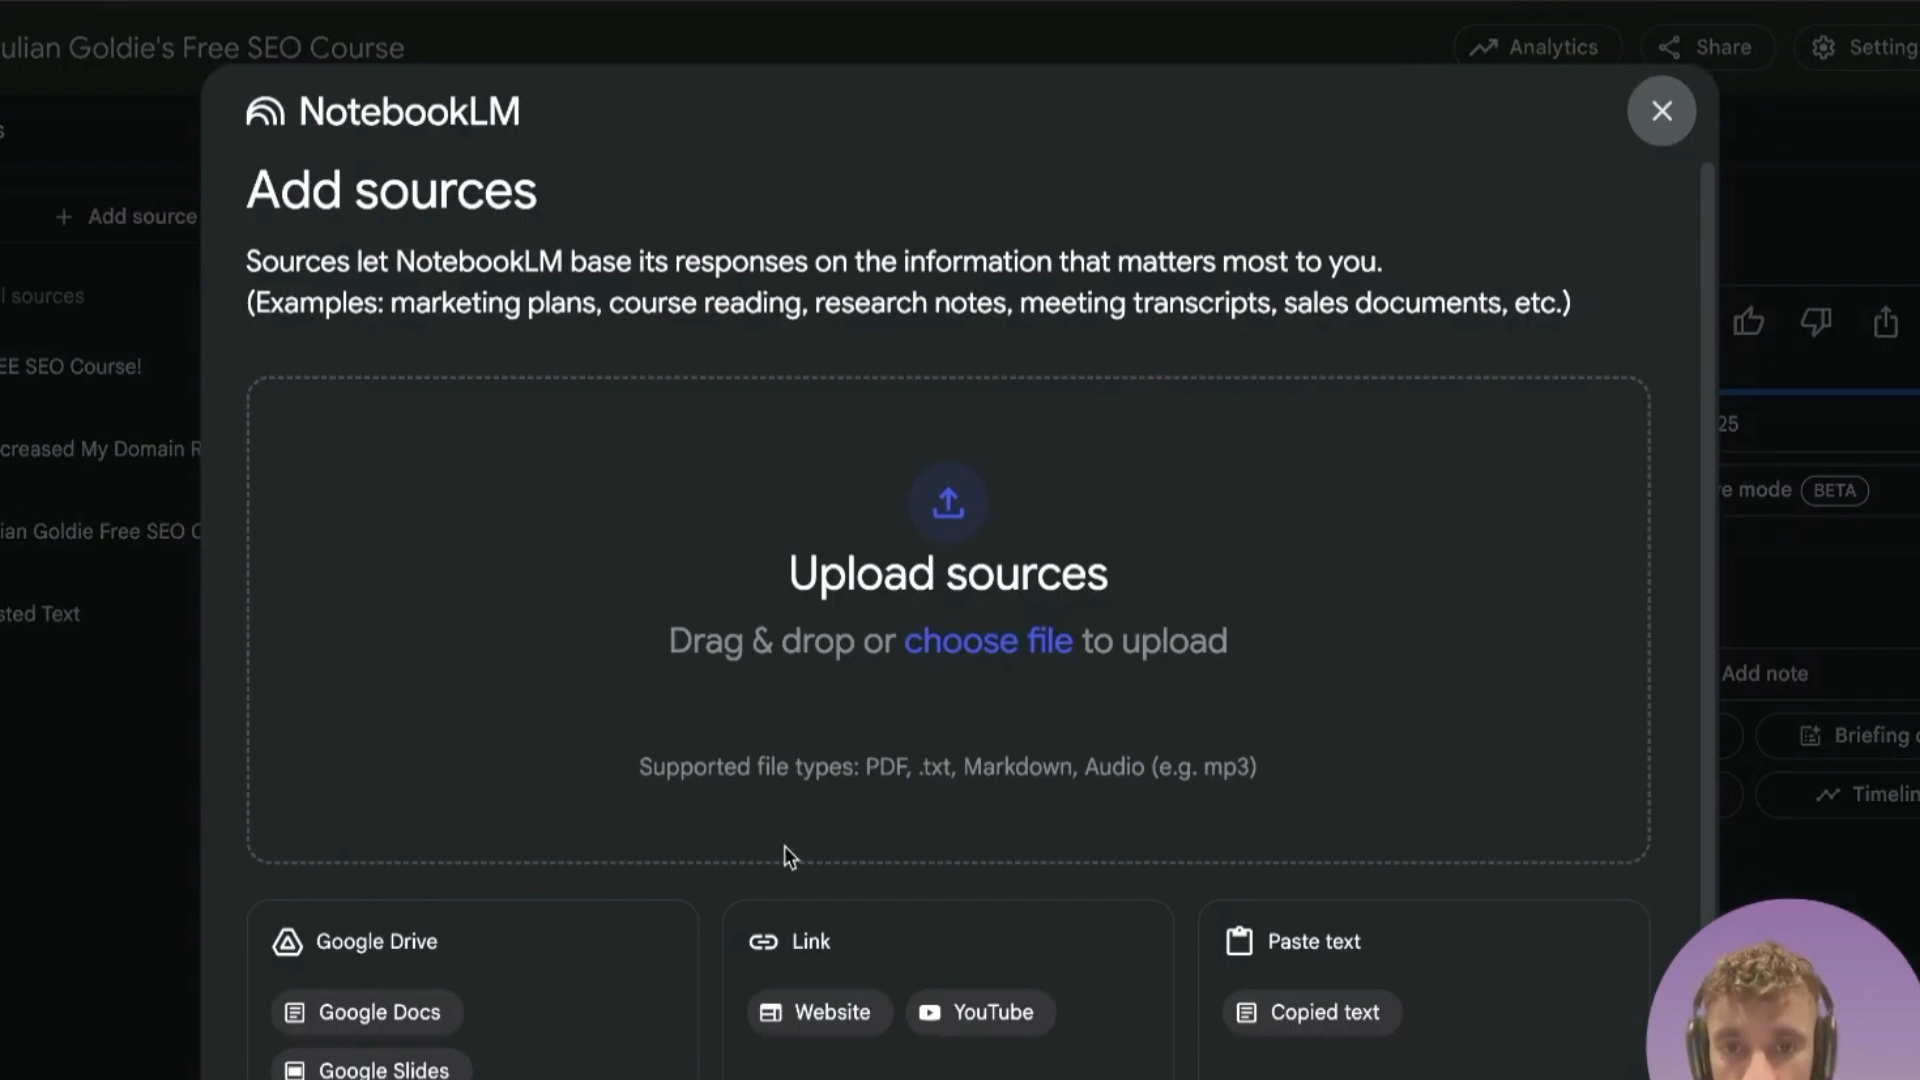 ulian Goldie's Free SEO Course
Analytics
Share
Setting
NotebookLM
Add sources
Sources let NotebookLM base its responses on the information that matters most to you.
(Examples: marketing plans, course reading, research notes, meeting transcripts, sales documents, etc.)
s
+ Add source
l sources
EE SEO Course!
creased My Domain R
ian Goldie Free SEO C
sted Text
Upload sources
Drag & drop or choose file to upload
Supported file types: PDF, .txt, Markdown, Audio (e.g. mp3)
25
e mode BETA
Add note
Briefing
Timelin
Google Drive
Google Docs
Google Slides
Link
Website
YouTube
Paste text
Copied text